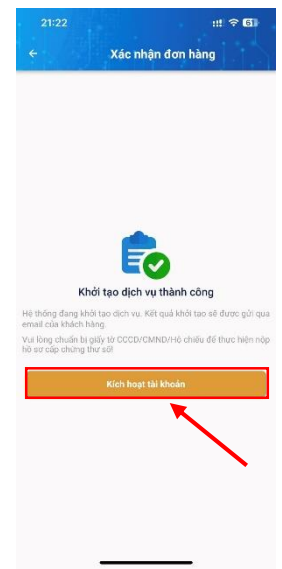 21:22
61
Xác nhận đơn hàng
Khởi tạo dịch vụ thành công
Hệ thống đang khởi tạo dịch vụ. Kết quả khởi tạo sẽ được gửi qua
email của khách hàng
Vui lòng chuẩn bị giấy tờ CCCD/CMND/Hộ chiếu để thực hiện nộp
hồ sơ cấp chứng thư số!
Kích hoạt tài khoản